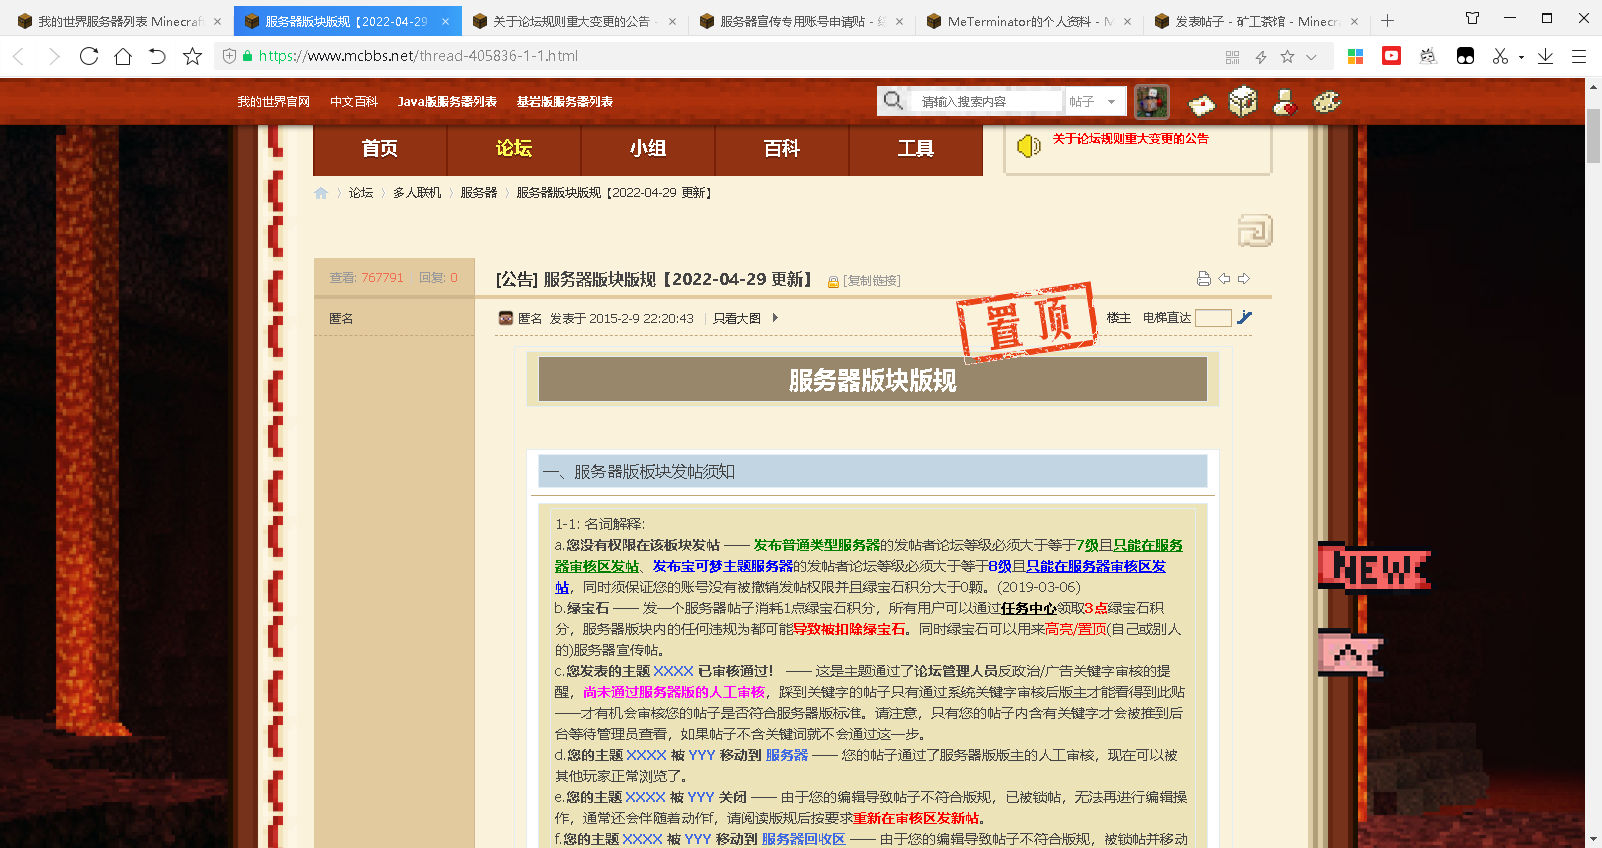 我的世界服务器列表 Minecraft
服务器版块版规【2022-04-29
关于论坛规则重大变更的公告 -
服务器宣传专用账号申请贴 -
MeTerminator的个人资料 - M
发表帖子 - 矿工茶馆 - Minecr
https://www.mcbbs.net/thread-405836-1-1.html
我的世界官网 中文百科 Java版服务器列表 基岩版服务器列表
请输入搜索内容 帖子
首页 论坛 小组 百科 工具
关于论坛规则重大变更的公告
论坛 〉 多人联机 〉 服务器 〉 服务器版块版规【2022-04-29 更新】
查看: 767791 回复: 0
[公告] 服务器版块版规【2022-04-29 更新】 [复制链接]
匿名
匿名 发表于 2015-2-9 22:20:43 | 只看大图
置顶
楼主 电梯直达
服务器版块版规
一、服务器版板块发帖须知
1-1: 名词解释:
a.您没有权限在该板块发帖 —— 发布普通类型服务器的发帖者论坛等级必须大于等于7级且只能在服务
器审核区发帖、发布宝可梦主题服务器的发帖者论坛等级必须大于等于8级且只能在服务器审核区发
帖，同时须保证您的账号没有被撤销发帖权限并且绿宝石积分大于0颗。(2019-03-06)
b.绿宝石 —— 发一个服务器帖子消耗1点绿宝石积分，所有用户可以通过任务中心领取3点绿宝石积
分，服务器版块内的任何违规为都可能导致被扣除绿宝石。同时绿宝石可以用来高亮/置顶(自己或别人
的)服务器宣传帖。
c.您发表的主题 XXXX 已审核通过！ —— 这是主题通过了论坛管理人员反政治/广告关键字审核的提
醒，尚未通过服务器版的人工审核，踩到关键字的帖子只有通过系统关键字审核后版主才能看得到此贴
——才有机会审核您的帖子是否符合服务器版标准。请注意，只有您的帖子内含有关键字才会被推到后
台等待管理员查看，如果帖子不含关键词就不会通过这一步。
d.您的主题 XXXX 被 YYY 移动到 服务器 —— 您的帖子通过了服务器版版主的人工审核，现在可以被
其他玩家正常浏览了。
e.您的主题 XXXX 被 YYY 关闭 —— 由于您的编辑导致帖子不符合版规，已被锁帖，无法再进行编辑操
作，通常还会伴随着动作f，请阅读版规后按要求重新在审核区发新帖。
f.您的主题 XXXX 被 YYY 移动到 服务器回收区 —— 由于您的编辑导致帖子不符合版规，被锁帖并移动
NEW